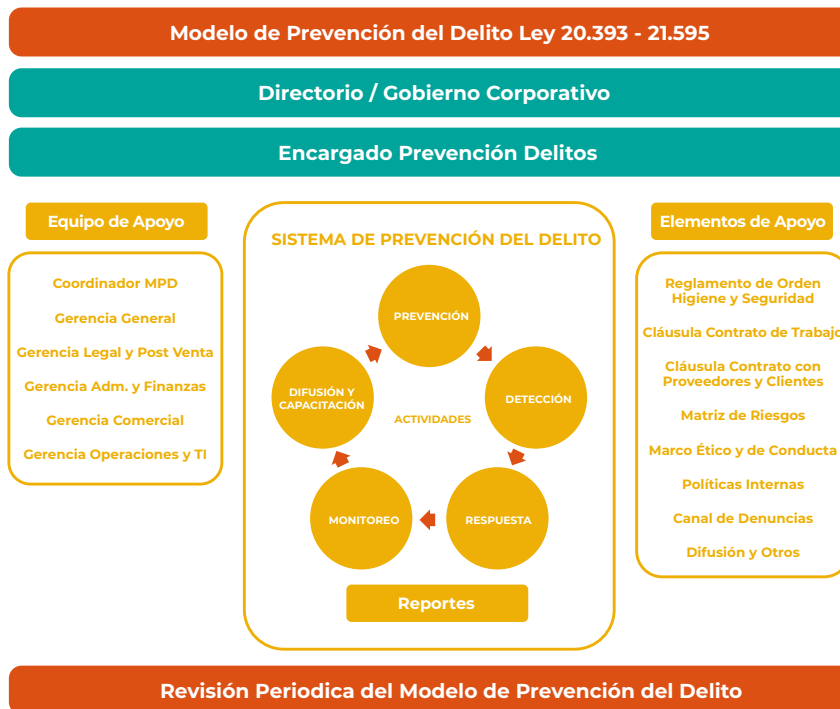 Modelo de Prevención del Delito Ley 20.393 - 21.595
Directorio / Gobierno Corporativo
Encargado Prevención Delitos
Equipo de Apoyo
Coordinador MPD
Gerencia General
Gerencia Legal y Post Venta
Gerencia Adm. y Finanzas
Gerencia Comercial
Gerencia Operaciones y TI
SISTEMA DE PREVENCIÓN DEL DELITO
PREVENCIÓN
DETECCIÓN
RESPUESTA
MONITOREO
DIFUSIÓN Y
CAPACITACIÓN
ACTIVIDADES
Reportes
Elementos de Apoyo
Reglamento de Orden
Higiene y Seguridad
Cláusula Contrato de Trabajo
Cláusula Contrato con
Proveedores y Clientes
Matriz de Riesgos
Marco Ético y de Conducta
Políticas Internas
Canal de Denuncias
Difusión y Otros
Revisión Periodica del Modelo de Prevención del Delito